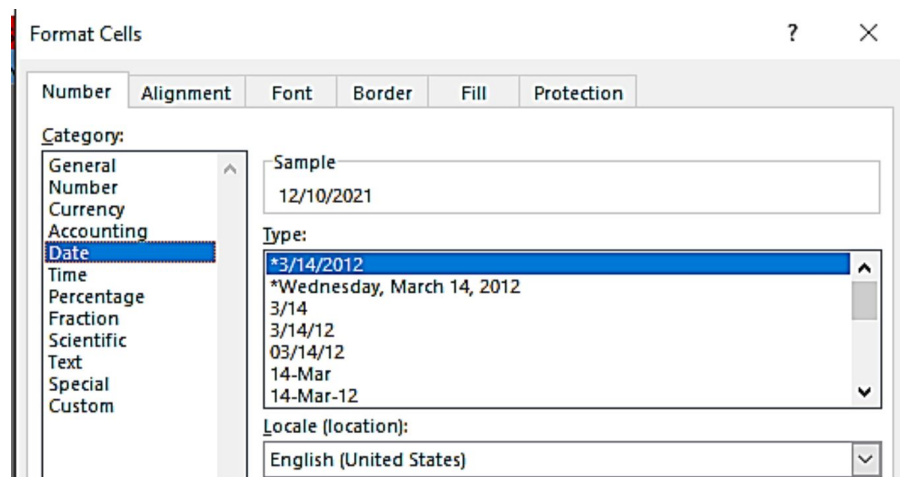 Format Cells ?
Number Alignment Font Border Fill Protection
Category:
General
Number
Currency
Accounting
Date
Time
Percentage
Fraction
Scientific
Text
Special
Custom
Sample
12/10/2021
Type:
*3/14/2012
*Wednesday, March 14, 2012
3/14
3/14/12
03/14/12
14-Mar
14-Mar-12
Locale (location):
English (United States)